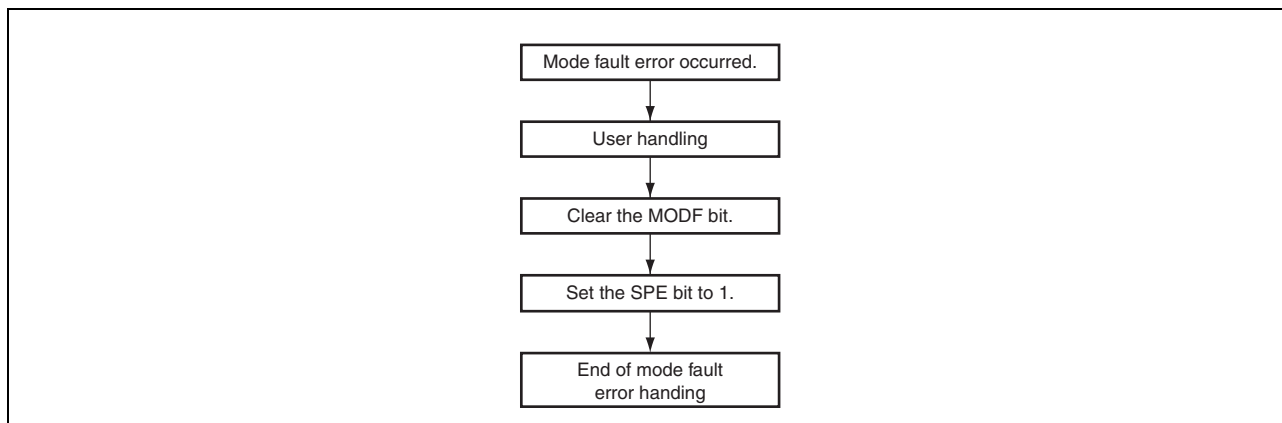 Mode fault error occurred.
User handling
Clear the MODF bit.
Set the SPE bit to 1.
End of mode fault
error handing